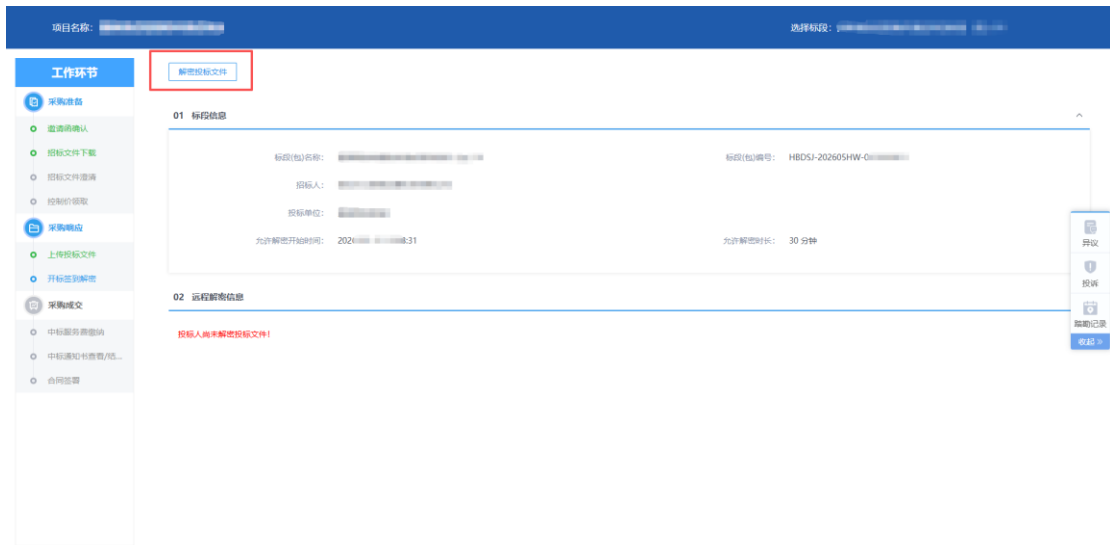 项目名称:
选择标段:
工作环节
采购准备
邀请函确认
招标文件下载
招标文件澄清
控制价领取
采购响应
上传投标文件
开标签到解密
采购成交
中标服务费缴纳
中标通知书查看/结...
合同签署
解密投标文件
01 标段信息
标段(包)名称:
标段(包)编号: HBDSJ-202605HW-0
招标人:
投标单位:
允许解密开始时间: 202 8:31
允许解密时长: 30 分钟
02 远程解密信息
投标人尚未解密投标文件!
异议
投诉
踏勘记录
收起 »